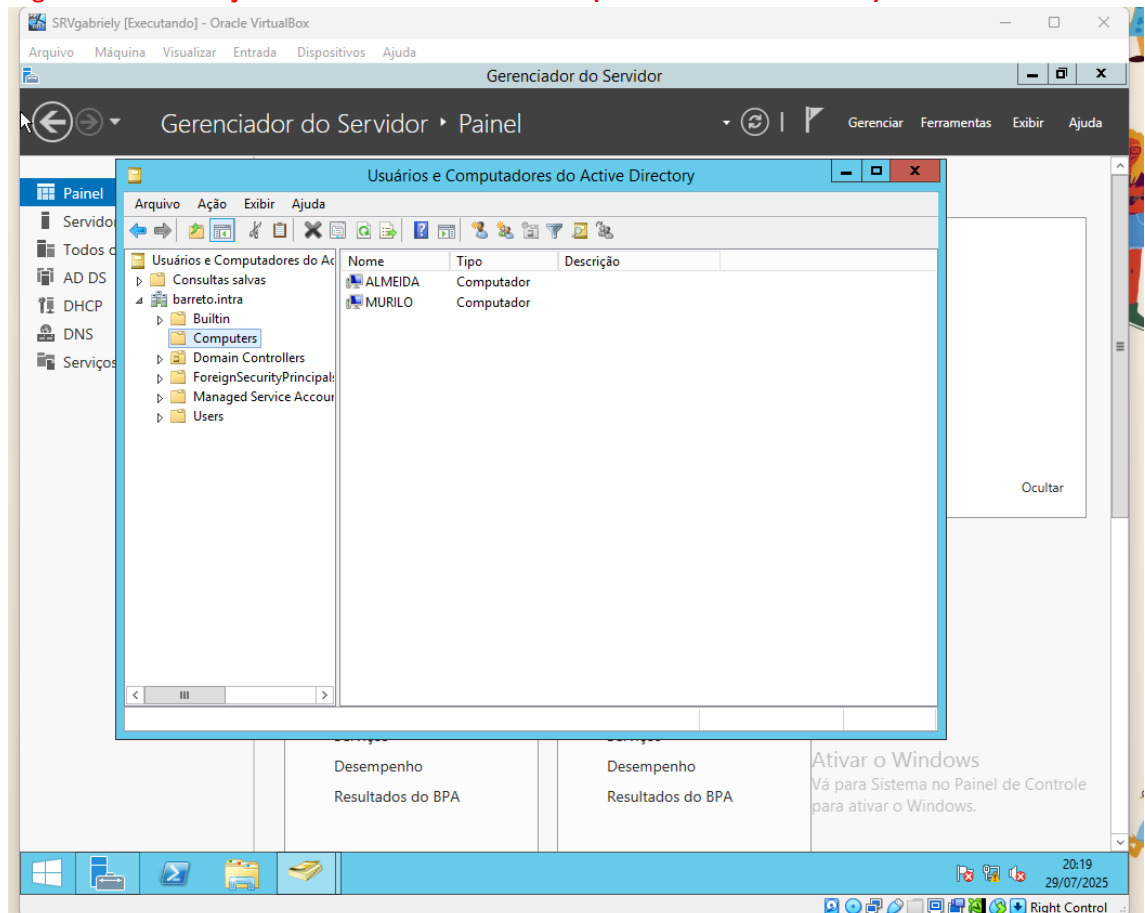 SRVgabriely [Executando] - Oracle VirtualBox
Arquivo Máquina Visualizar Entrada Dispositivos Ajuda
Gerenciador do Servidor
Gerenciador do Servidor • Painel
Gerenciar Ferramentas Exibir Ajuda
Usuários e Computadores do Active Directory
Arquivo Ação Exibir Ajuda
Painel
Servidor
Todos
AD DS
DHCP
DNS
Serviços
Usuários e Computadores do Ac
Consultas salvas
barreto.intra
Builtin
Computers
Domain Controllers
ForeignSecurityPrincipals
Managed Service Accour
Users
Nome Tipo Descrição
ALMEIDA Computador
MURILO Computador
Ocultar
Desempenho Desempenho
Resultados do BPA Resultados do BPA
Ativar o Windows
Vá para Sistema no Painel de Controle
para ativar o Windows.
20:19
29/07/2025
Right Control